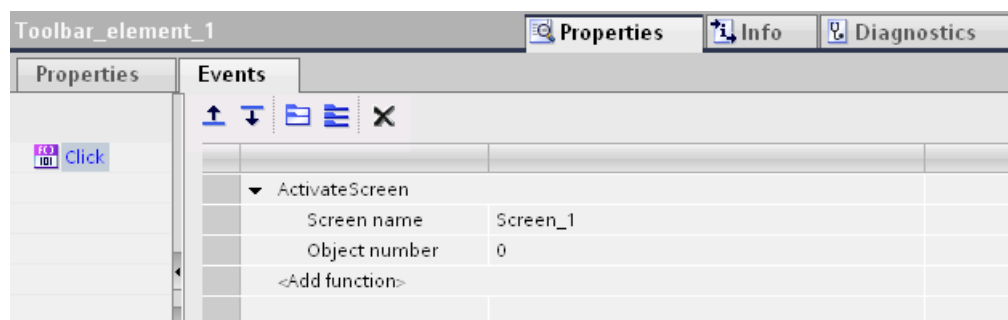 Toolbar_element_1
Properties Info Diagnostics
Properties Events
Click
ActivateScreen
Screen name Screen_1
Object number 0
<Add function>